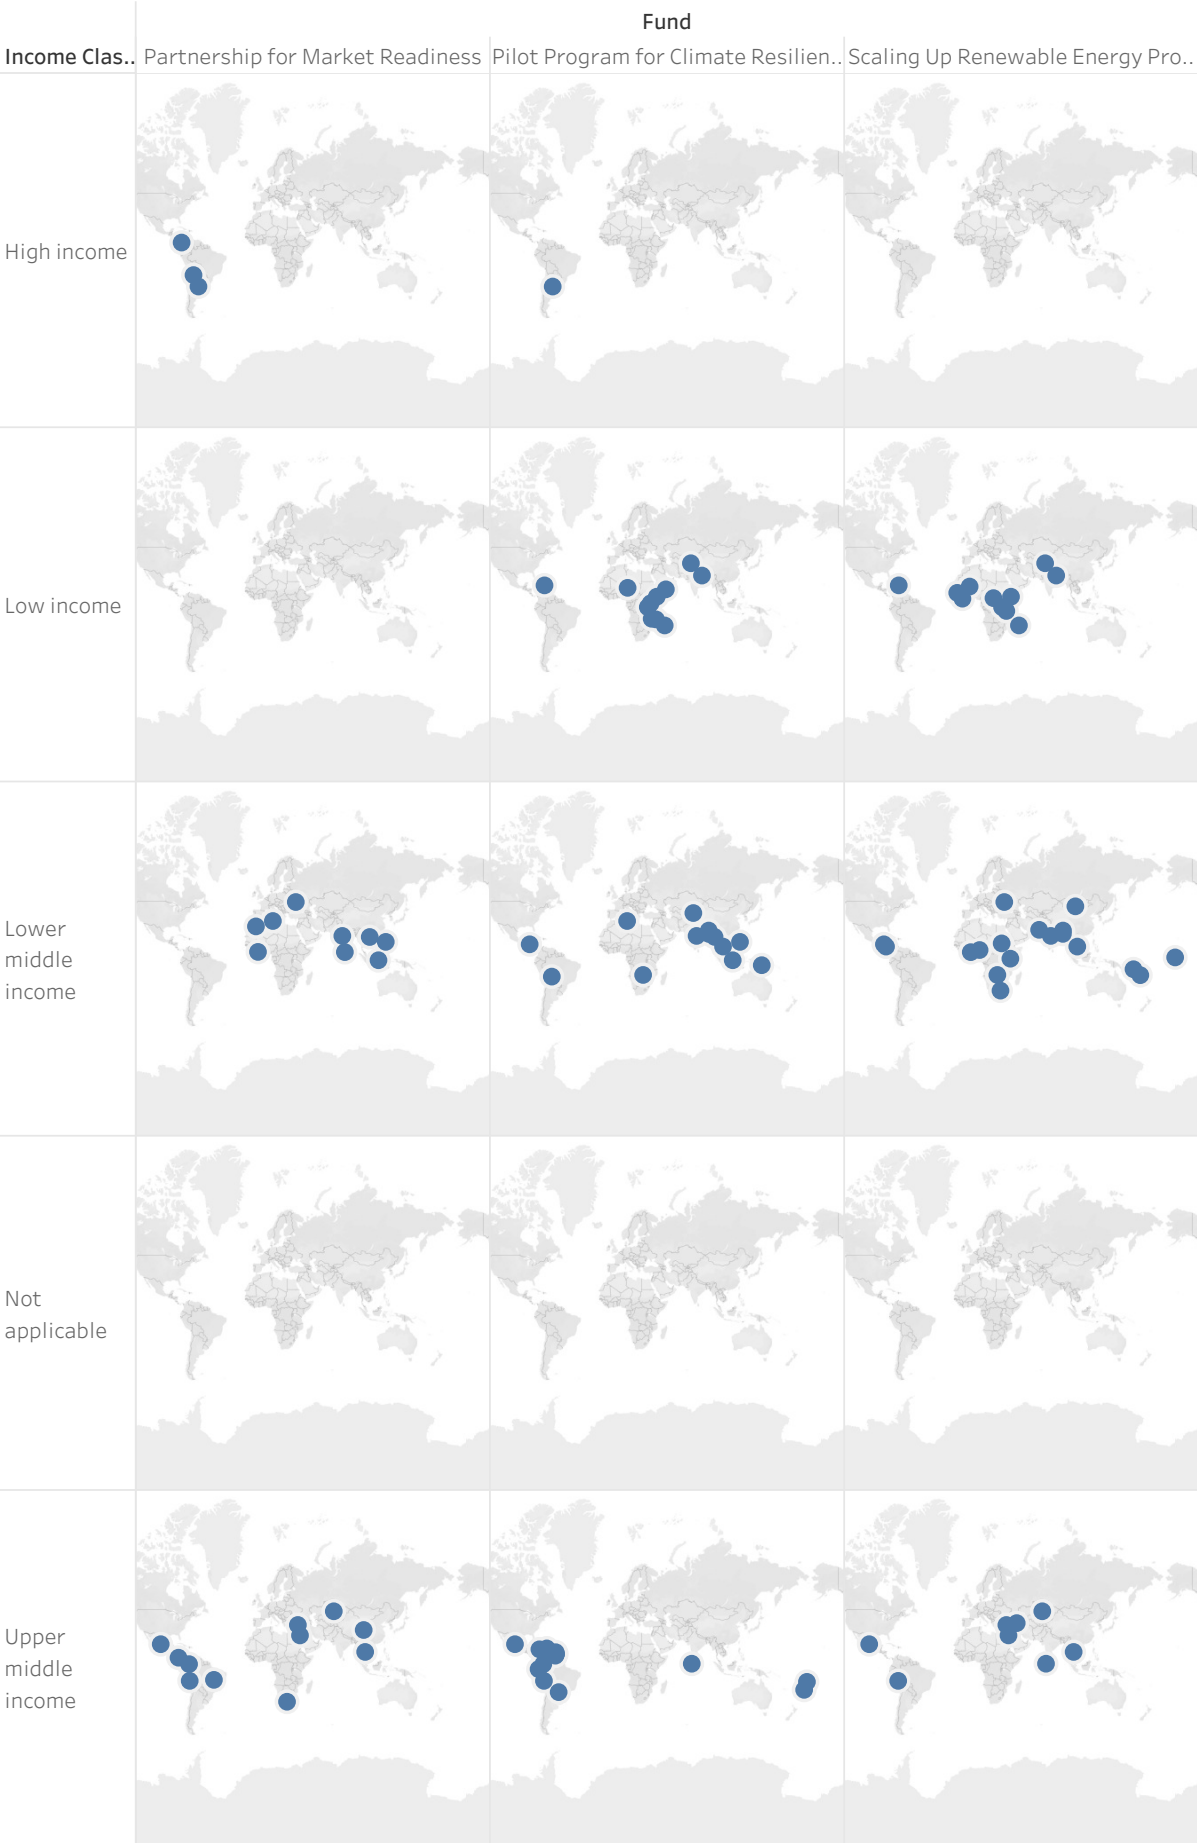 Fund
Income Clas.. Partnership for Market Readiness Pilot Program for Climate Resilien.. Scaling Up Renewable Energy Pro..
High income
Low income
Lower
middle
income
Not
applicable
Upper
middle
income